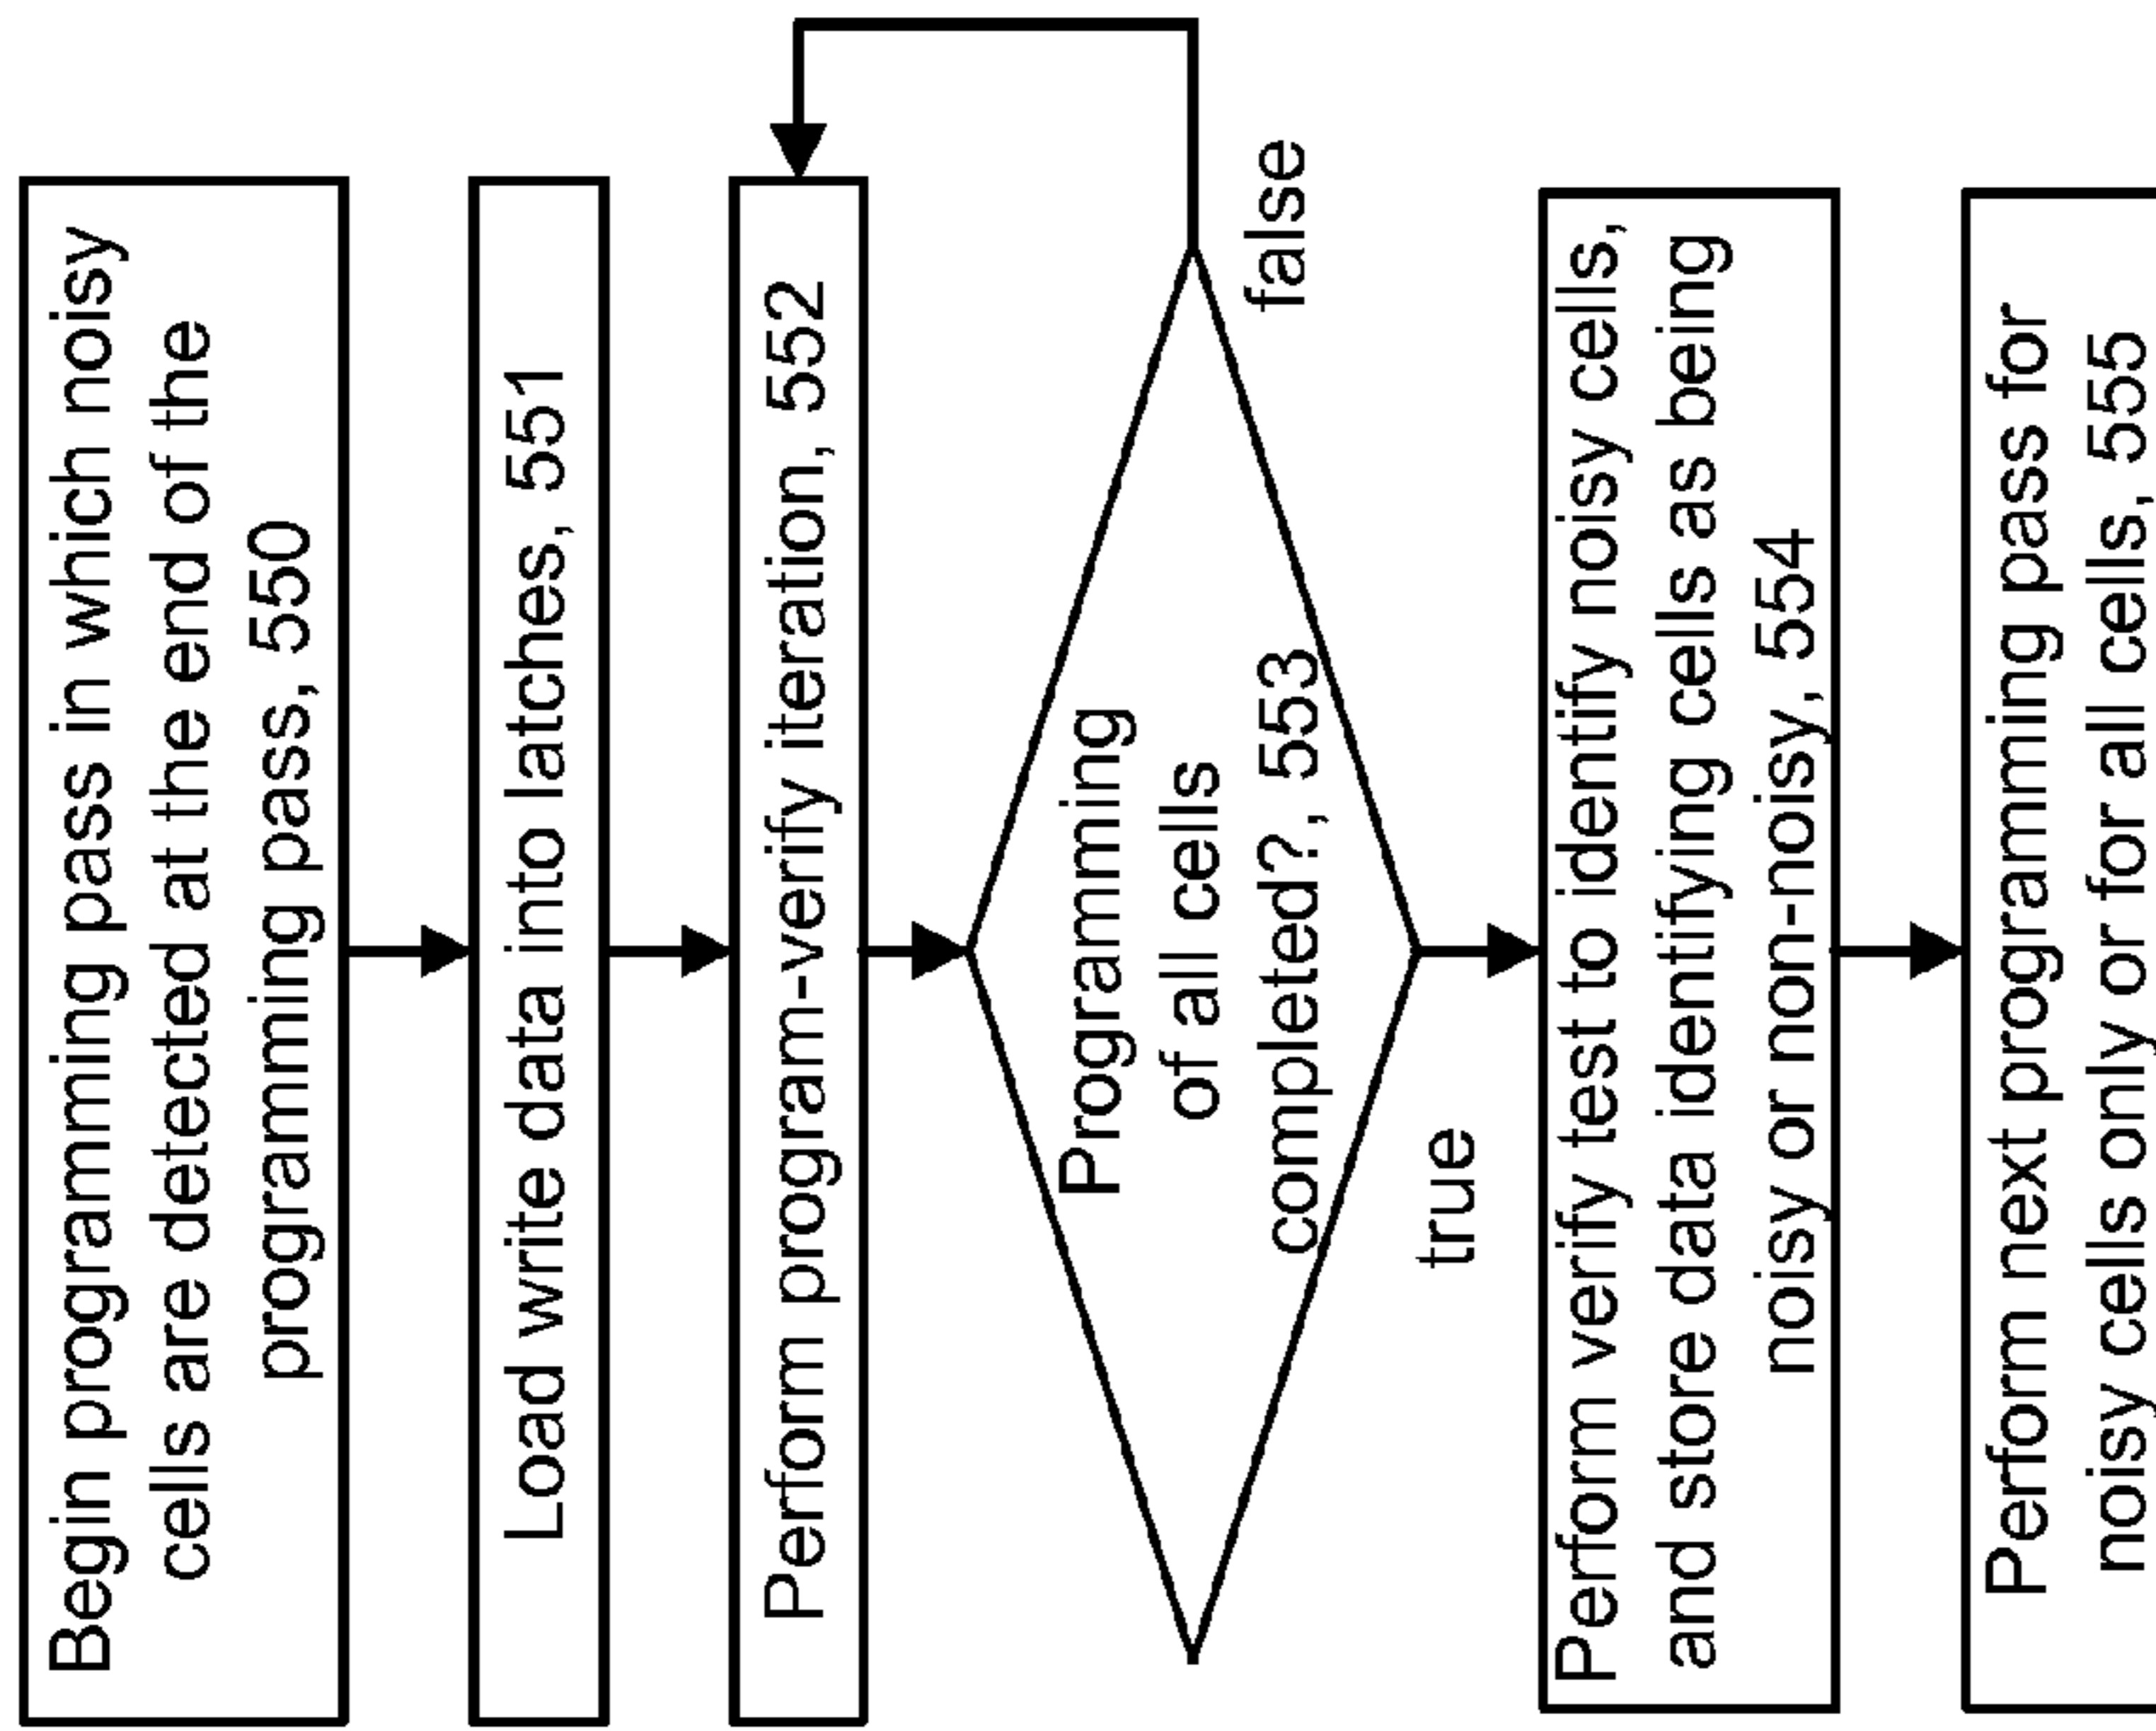 Begin programming pass in which noisy
cells are detected at the end of the
programming pass, 550
Load write data into latches, 551
Perform program-verify iteration, 552
Programming
of all cells
completed?, 553
false
true
Perform verify test to identify noisy cells,
and store data identifying cells as being
noisy or non-noisy, 554
Perform next programming pass for
noisy cells only or for all cells, 555